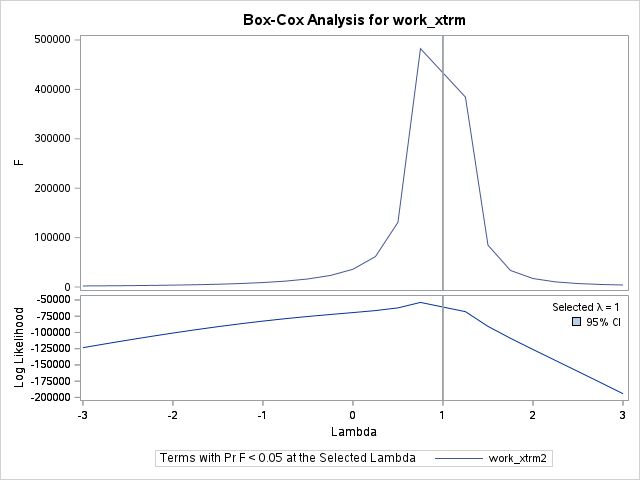 Box-Cox Analysis for work_xtrm
500000
400000
300000
200000
100000
0
F
-50000
-75000
-100000
-125000
-150000
-175000
-200000
Log Likelihood
Selected λ = 1
95% CI
-3 -2 -1 0 1 2 3
Lambda
Terms with Pr F < 0.05 at the Selected Lambda work_xtrm2